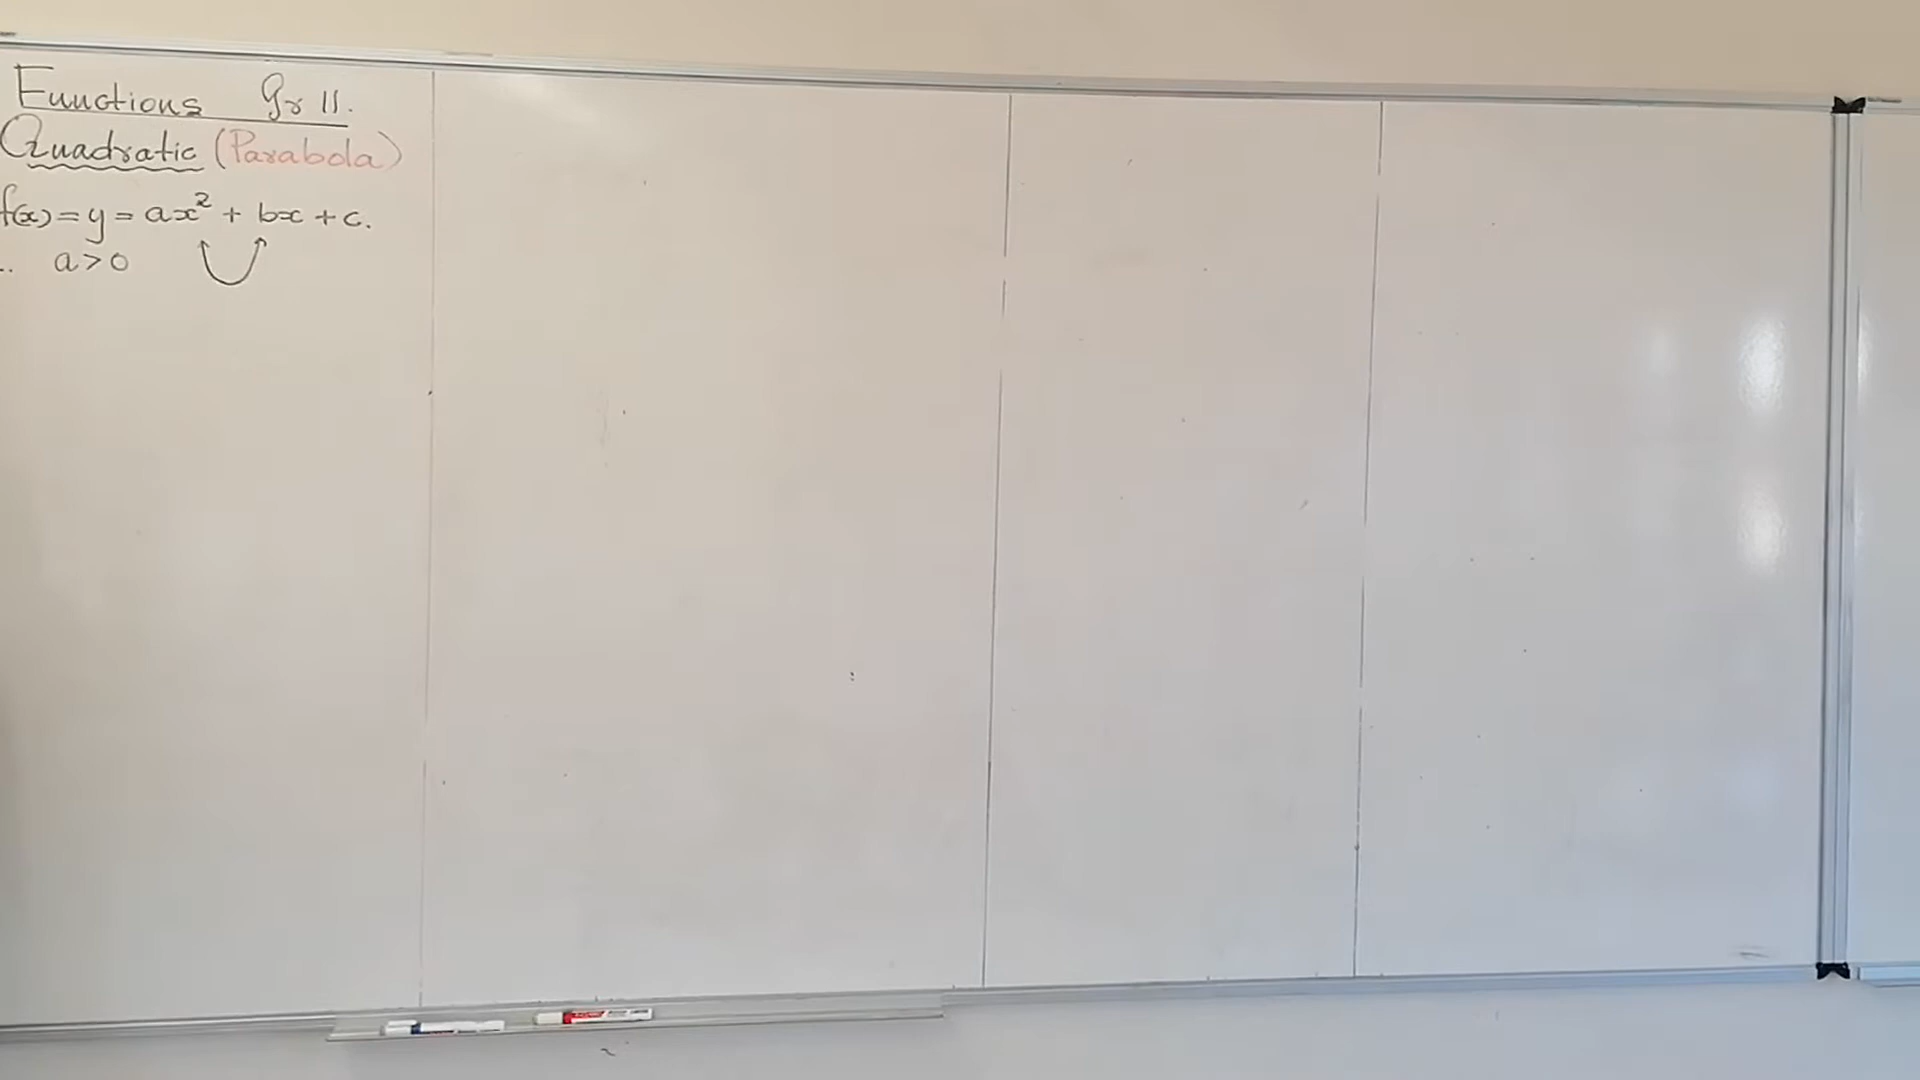 Functions Gr 11.
Quadratic (Parabola)
f(x) = y = ax² + bx + c.
a > 0